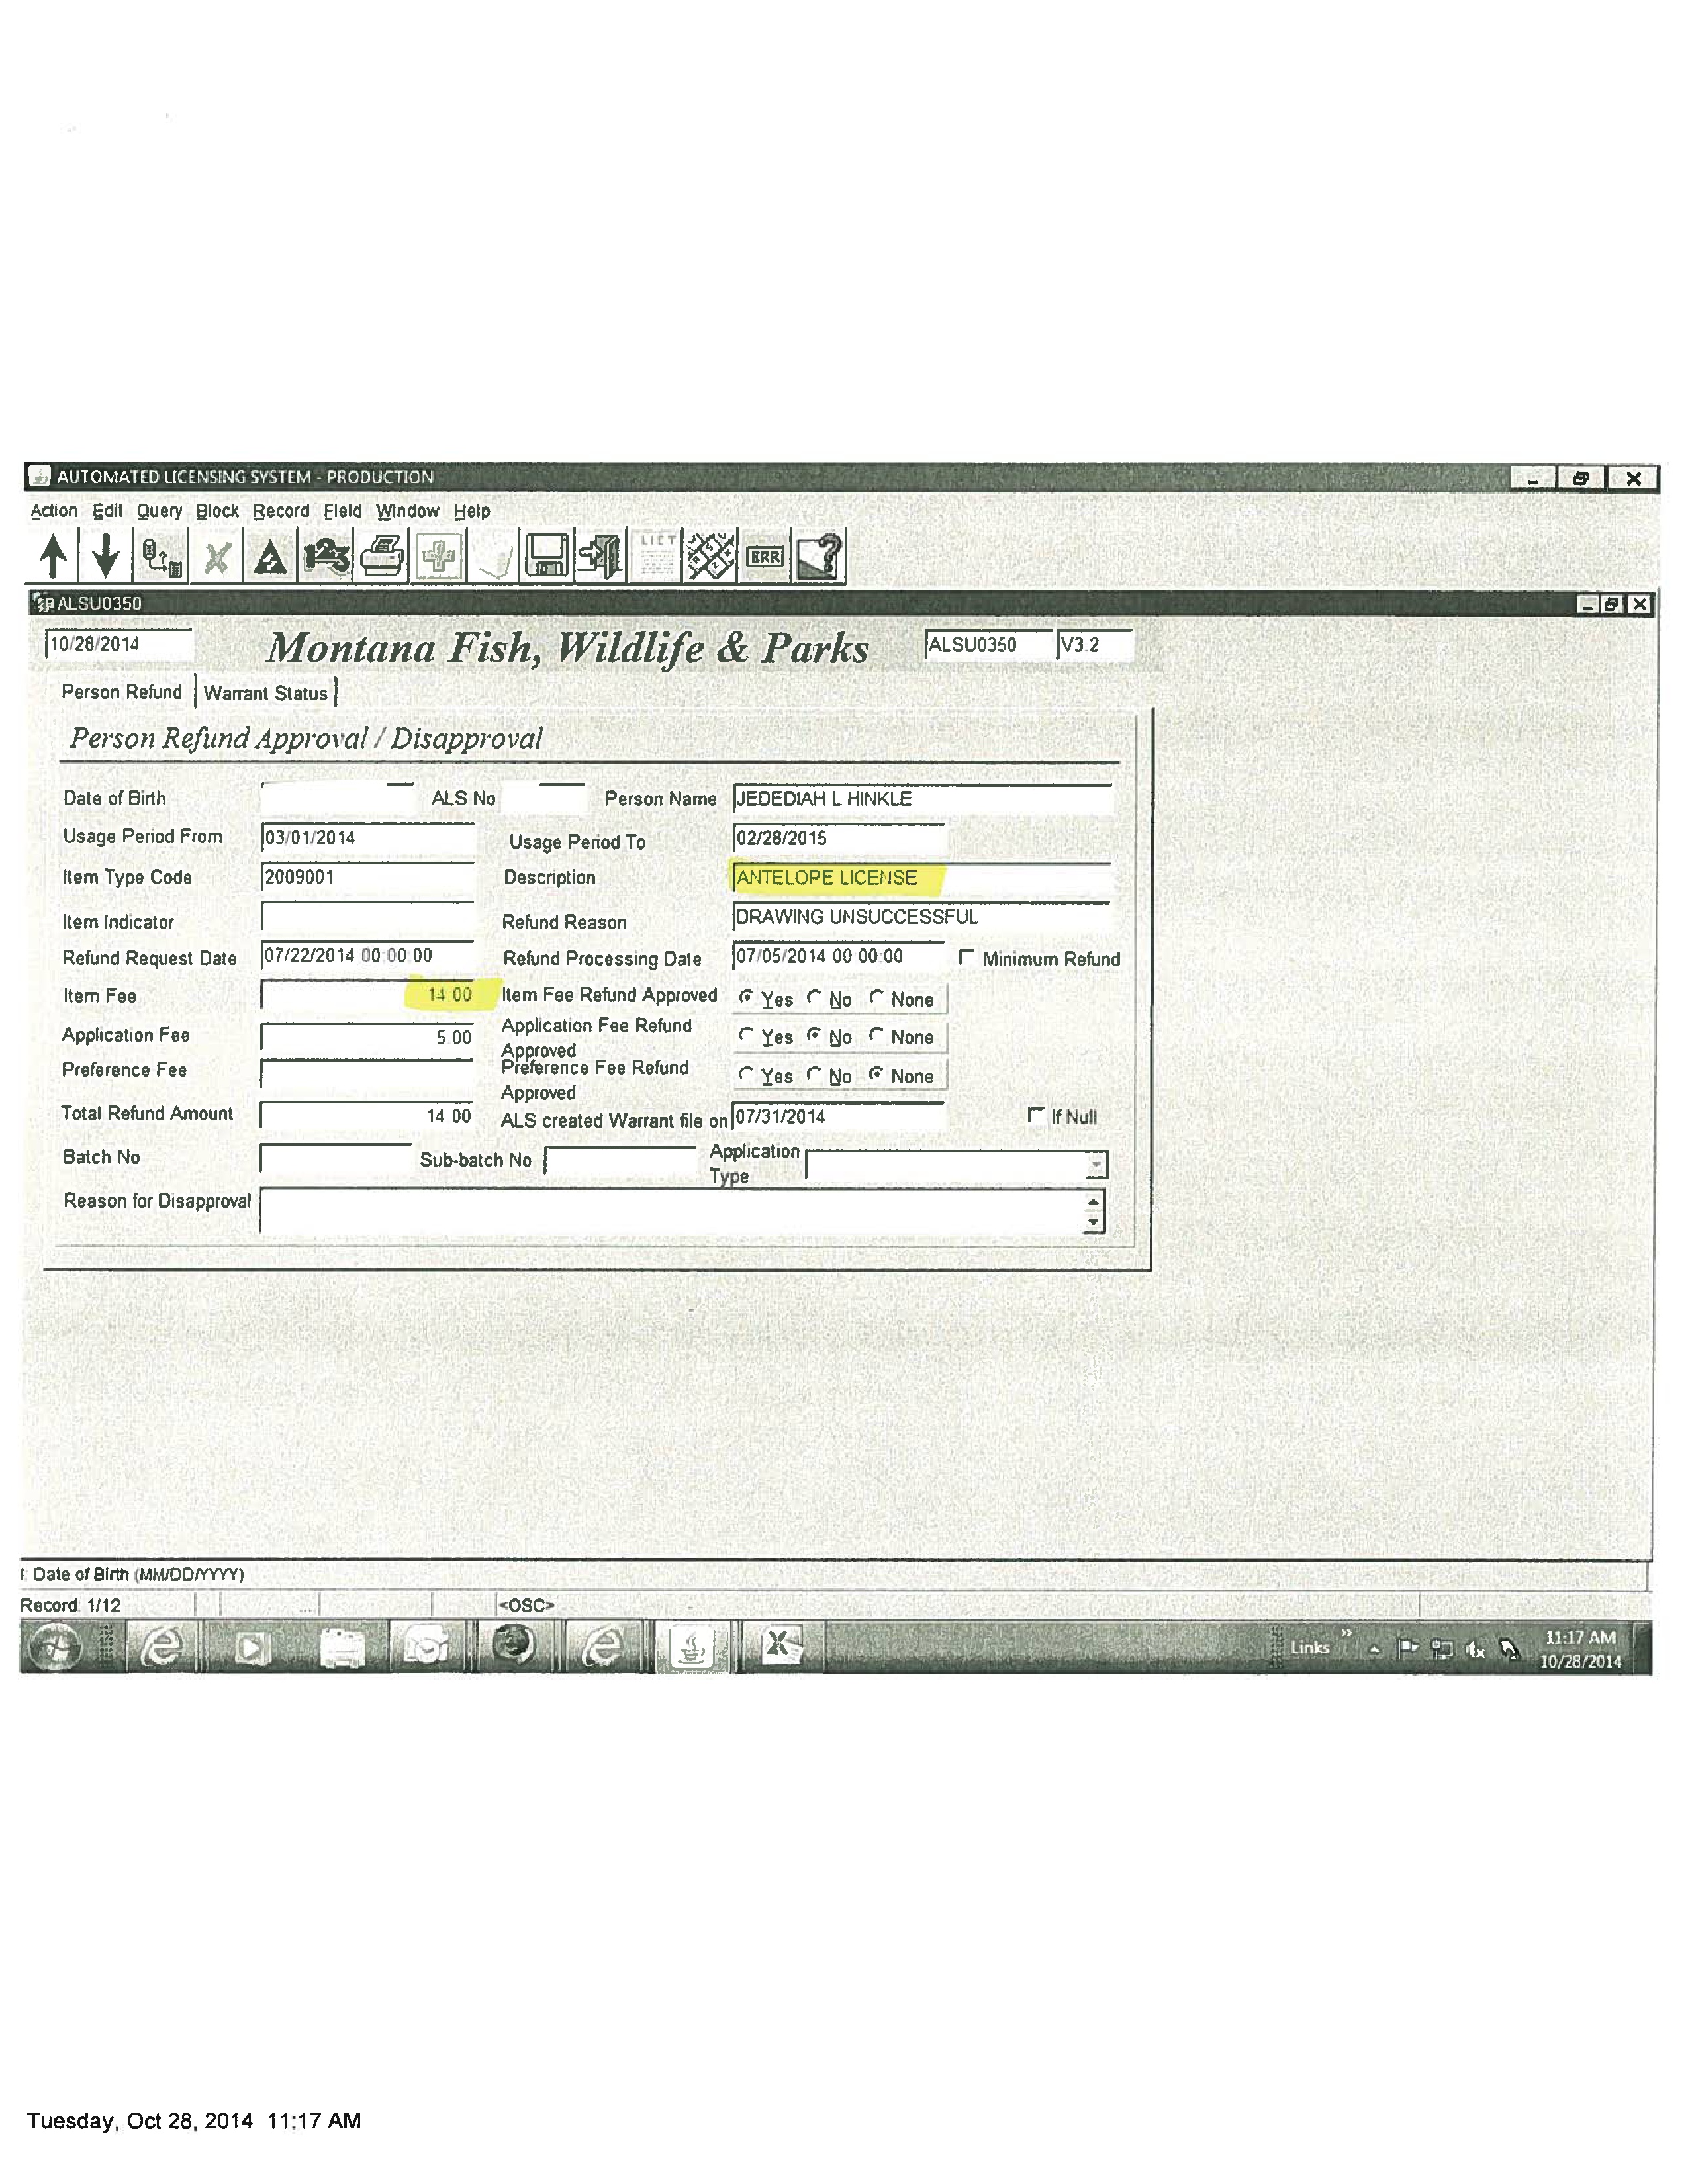 AUTOMATED LICENSING SYSTEM - PRODUCTION
Action Edit Query Block Record Field Window Help
LIST
ERR
ALSU0350
10/28/2014 Montana Fish, Wildlife & Parks ALSU0350 V3.2
Person Refund Warrant Status
Person Refund Approval / Disapproval
Date of Birth ALS No Person Name JEDEDIAH L HINKLE
Usage Period From 03/01/2014 Usage Period To 02/28/2015
Item Type Code 2009001 Description ANTELOPE LICENSE
Item Indicator Refund Reason DRAWING UNSUCCESSFUL
Refund Request Date 07/22/2014 00:00:00 Refund Processing Date 07/05/2014 00:00:00 Minimum Refund
Item Fee 14.00 Item Fee Refund Approved Yes No None
Application Fee 5.00 Application Fee Refund Approved Yes No None
Preference Fee Preference Fee Refund Approved Yes No None
Total Refund Amount 14.00 ALS created Warrant file on 07/31/2014 If Null
Batch No Sub-batch No Application Type
Reason for Disapproval
Date of Birth (MM/DD/YYYY)
Record: 1/12 ... <OSC>
Links » 11:17 AM
10/28/2014
Tuesday, Oct 28, 2014 11:17 AM